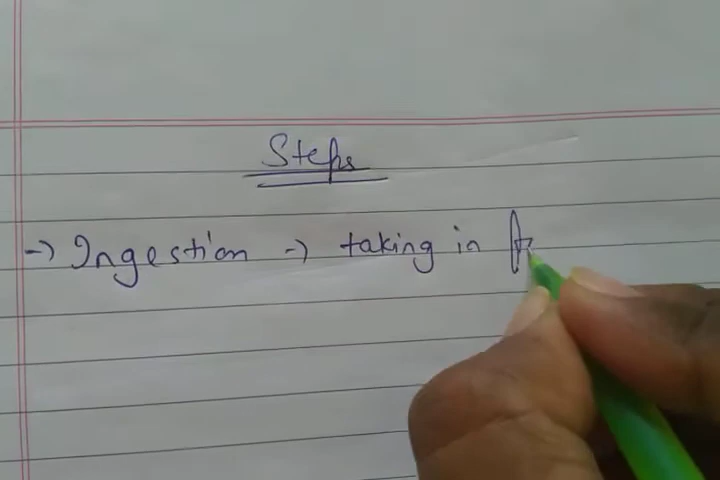 Steps
→ Ingestion → taking in